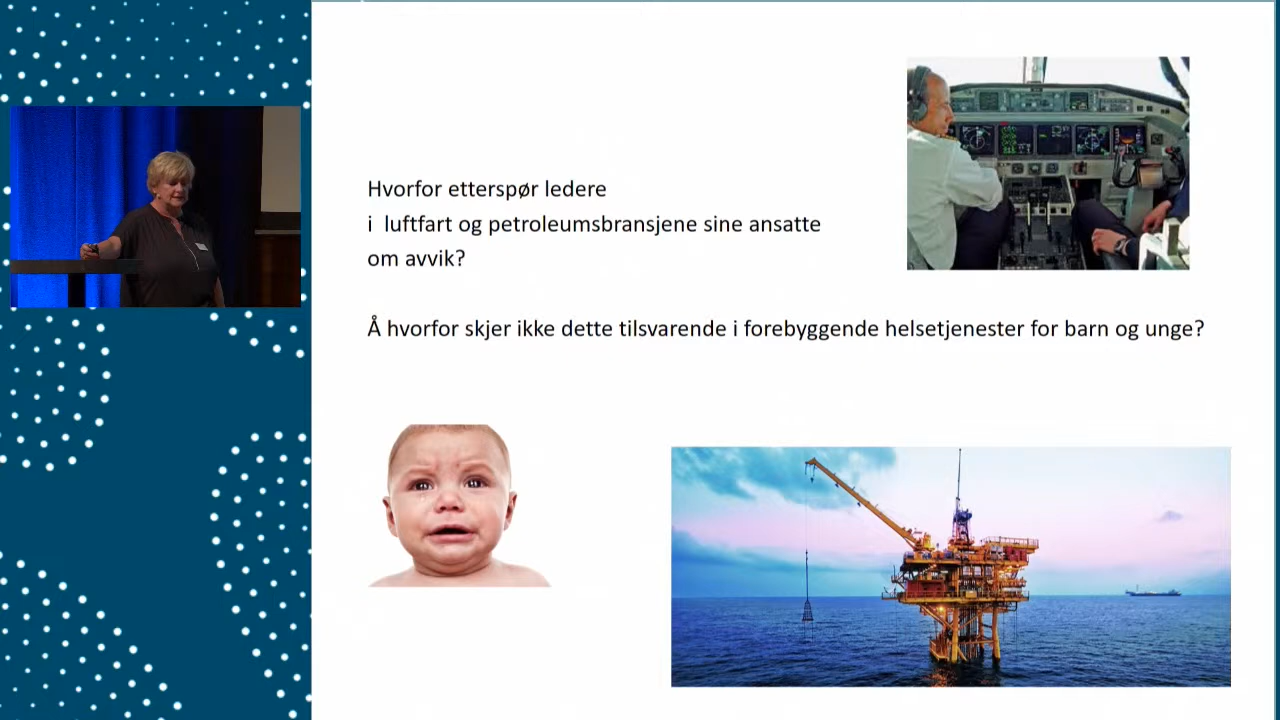 Hvorfor etterspør ledere
i  luftfart og petroleumsbransjene sine ansatte
om avvik?
Å hvorfor skjer ikke dette tilsvarende i forebyggende helsetjenester for barn og unge?